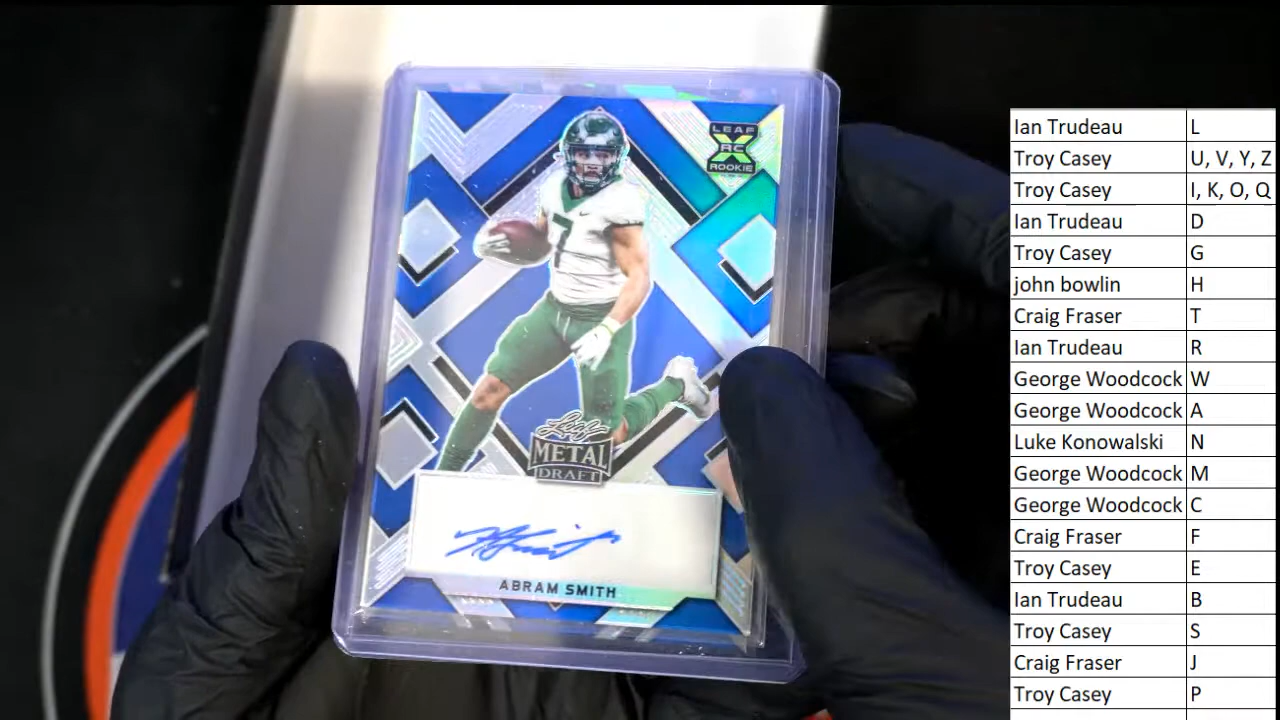 LEAF
RC
ROOKIE
7
Leaf
METAL
DRAFT
ABRAM SMITH
Ian Trudeau L
Troy Casey U, V, Y, Z
Troy Casey I, K, O, Q
Ian Trudeau D
Troy Casey G
john bowlin H
Craig Fraser T
Ian Trudeau R
George Woodcock W
George Woodcock A
Luke Konowalski N
George Woodcock M
George Woodcock C
Craig Fraser F
Troy Casey E
Ian Trudeau B
Troy Casey S
Craig Fraser J
Troy Casey P